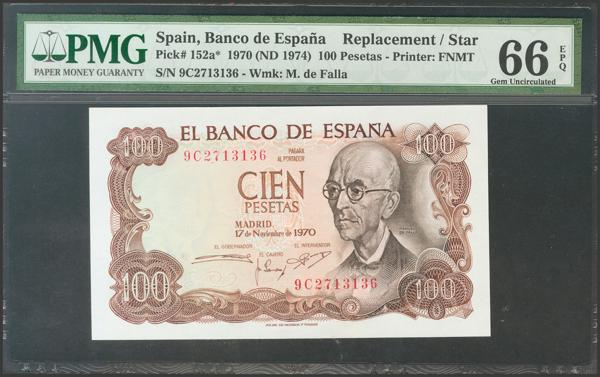 PMG
PAPER MONEY GUARANTY
Spain, Banco de España Replacement / Star
Pick# 152a* 1970 (ND 1974) 100 Pesetas - Printer: FNMT
S/N 9C2713136 - Wmk: M. de Falla
66 EPQ
Gem Uncirculated
EL BANCO DE ESPAÑA
100
100
9C2713136
PAGARÁ
AL PORTADOR
CIEN
PESETAS
MADRID,
17 de Noviembre de 1970
EL GOBERNADOR
EL INTERVENTOR
EL CAJERO
9C2713136
100
100